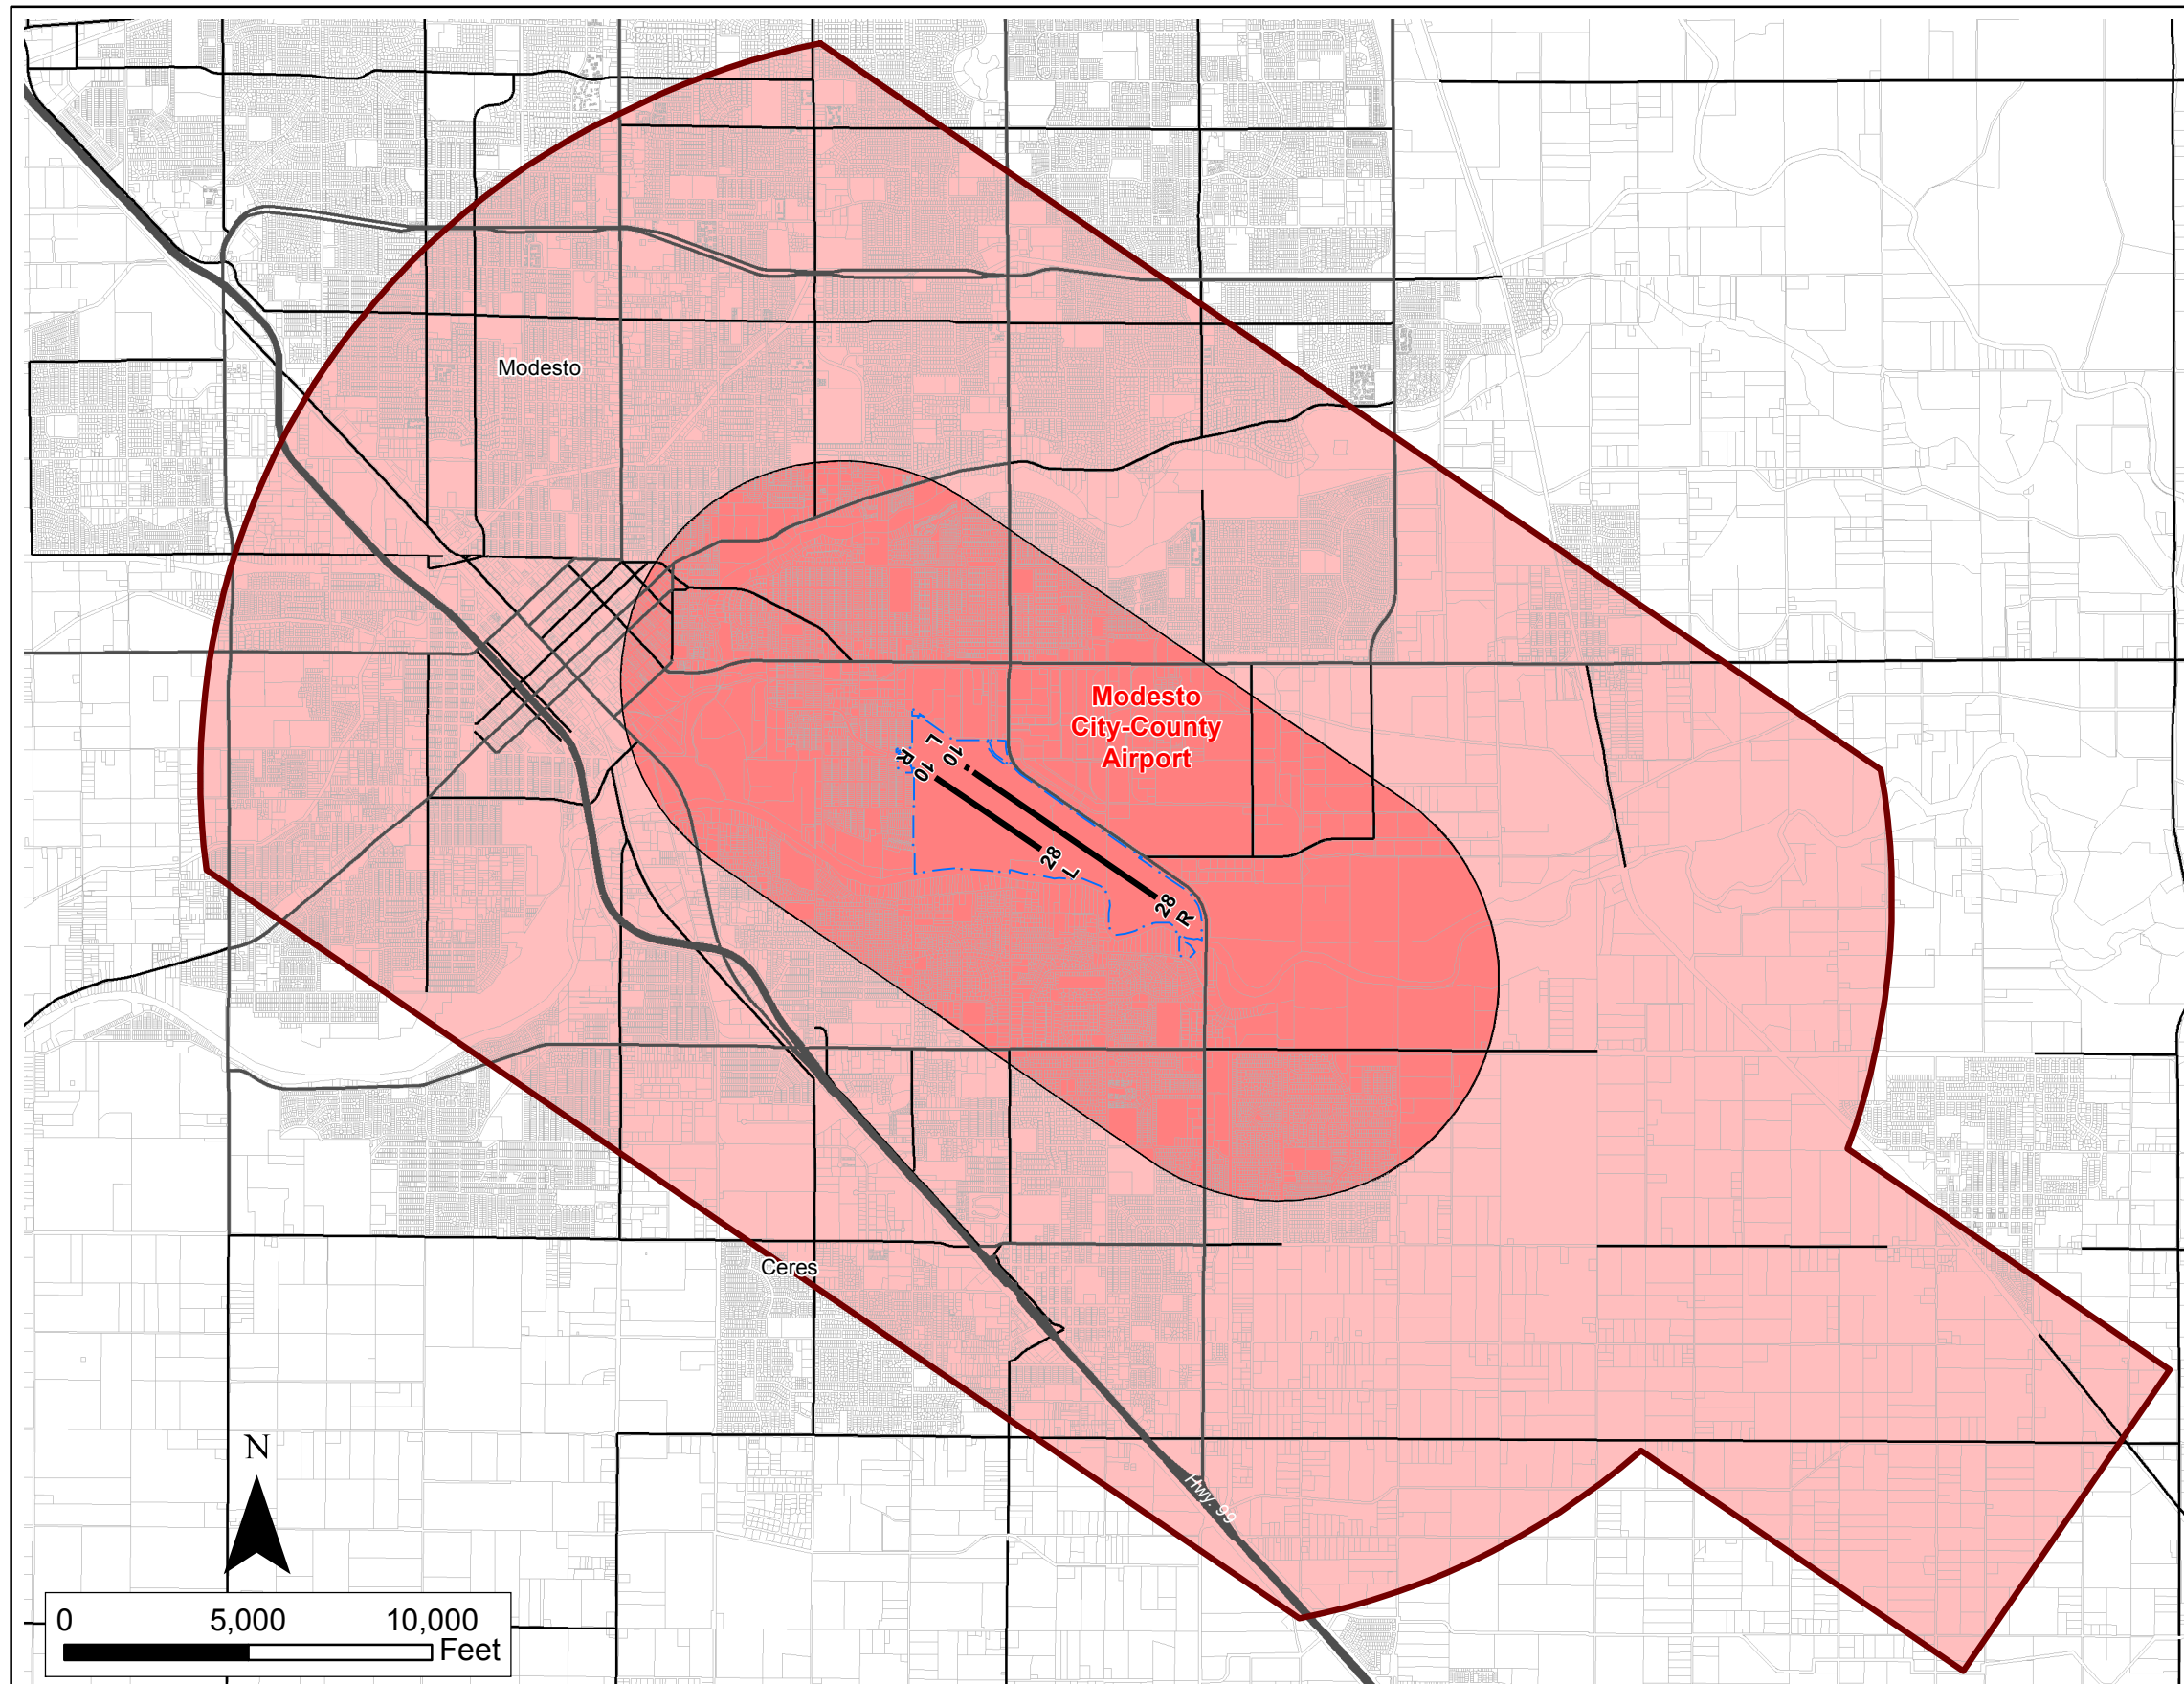 Modesto
Modesto
City-County
Airport
10
L
10
R
28
L
28
R
Ceres
Hwy. 99
N
0 5,000 10,000
Feet